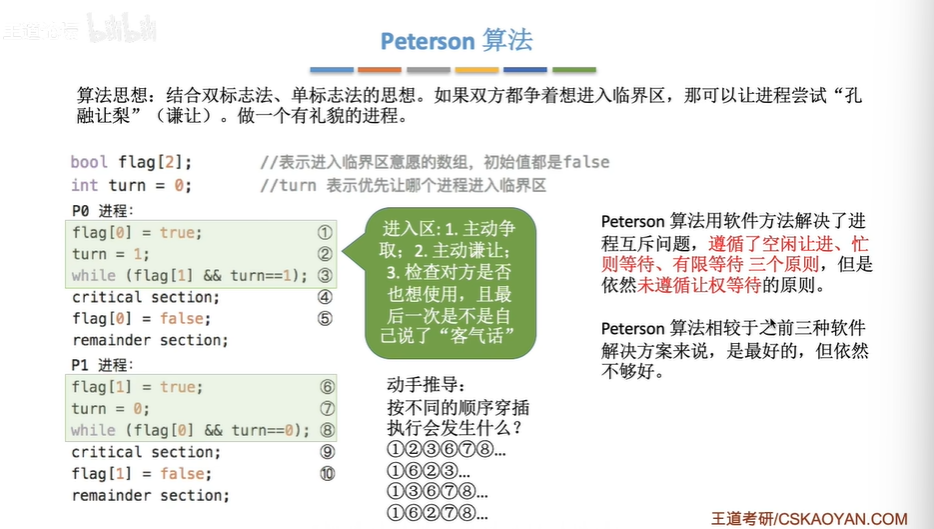 王道论坛 bilibili
Peterson 算法
算法思想：结合双标志法、单标志法的思想。如果双方都争着想进入临界区，那可以让进程尝试“孔
融让梨”（谦让）。做一个有礼貌的进程。
bool flag[2]; //表示进入临界区意愿的数组，初始值都是false
int turn = 0; //turn 表示优先让哪个进程进入临界区
P0 进程:
flag[0] = true; ①
turn = 1; ②
while (flag[1] && turn==1); ③
critical section; ④
flag[0] = false; ⑤
remainder section;
P1 进程:
flag[1] = true; ⑥
turn = 0; ⑦
while (flag[0] && turn==0); ⑧
critical section; ⑨
flag[1] = false; ⑩
remainder section;
进入区: 1. 主动争
取；2. 主动谦让；
3. 检查对方是否
也想使用，且最
后一次是不是自
己说了“客气话”
动手推导：
按不同的顺序穿插
执行会发生什么？
①②③⑥⑦⑧...
①⑥②③...
①③⑥⑦⑧...
①⑥②⑦⑧...
Peterson 算法用软件方法解决了进
程互斥问题，遵循了空闲让进、忙
则等待、有限等待 三个原则，但是
依然未遵循让权等待的原则。
Peterson 算法相较于之前三种软件
解决方案来说，是最好的，但依然
不够好。
王道考研/CSKAOYAN.COM